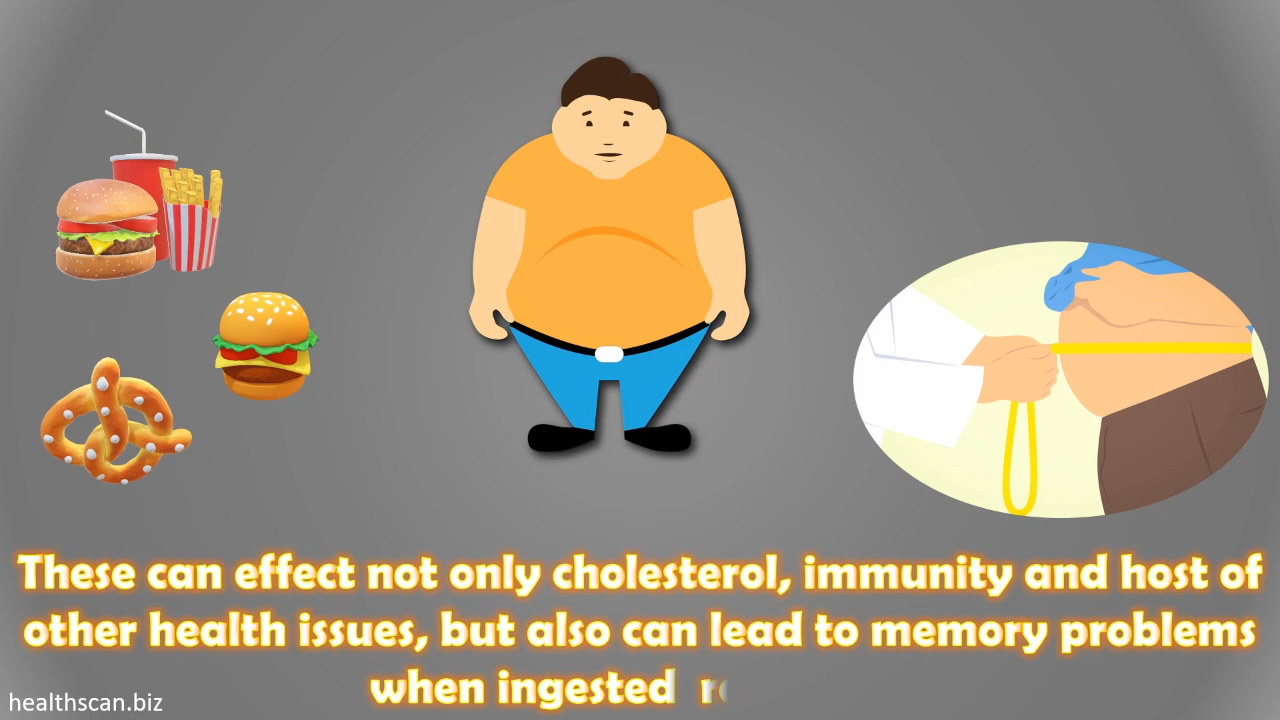 These can effect not only cholesterol, immunity and host of
other health issues, but also can lead to memory problems
when ingested
healthscan.biz